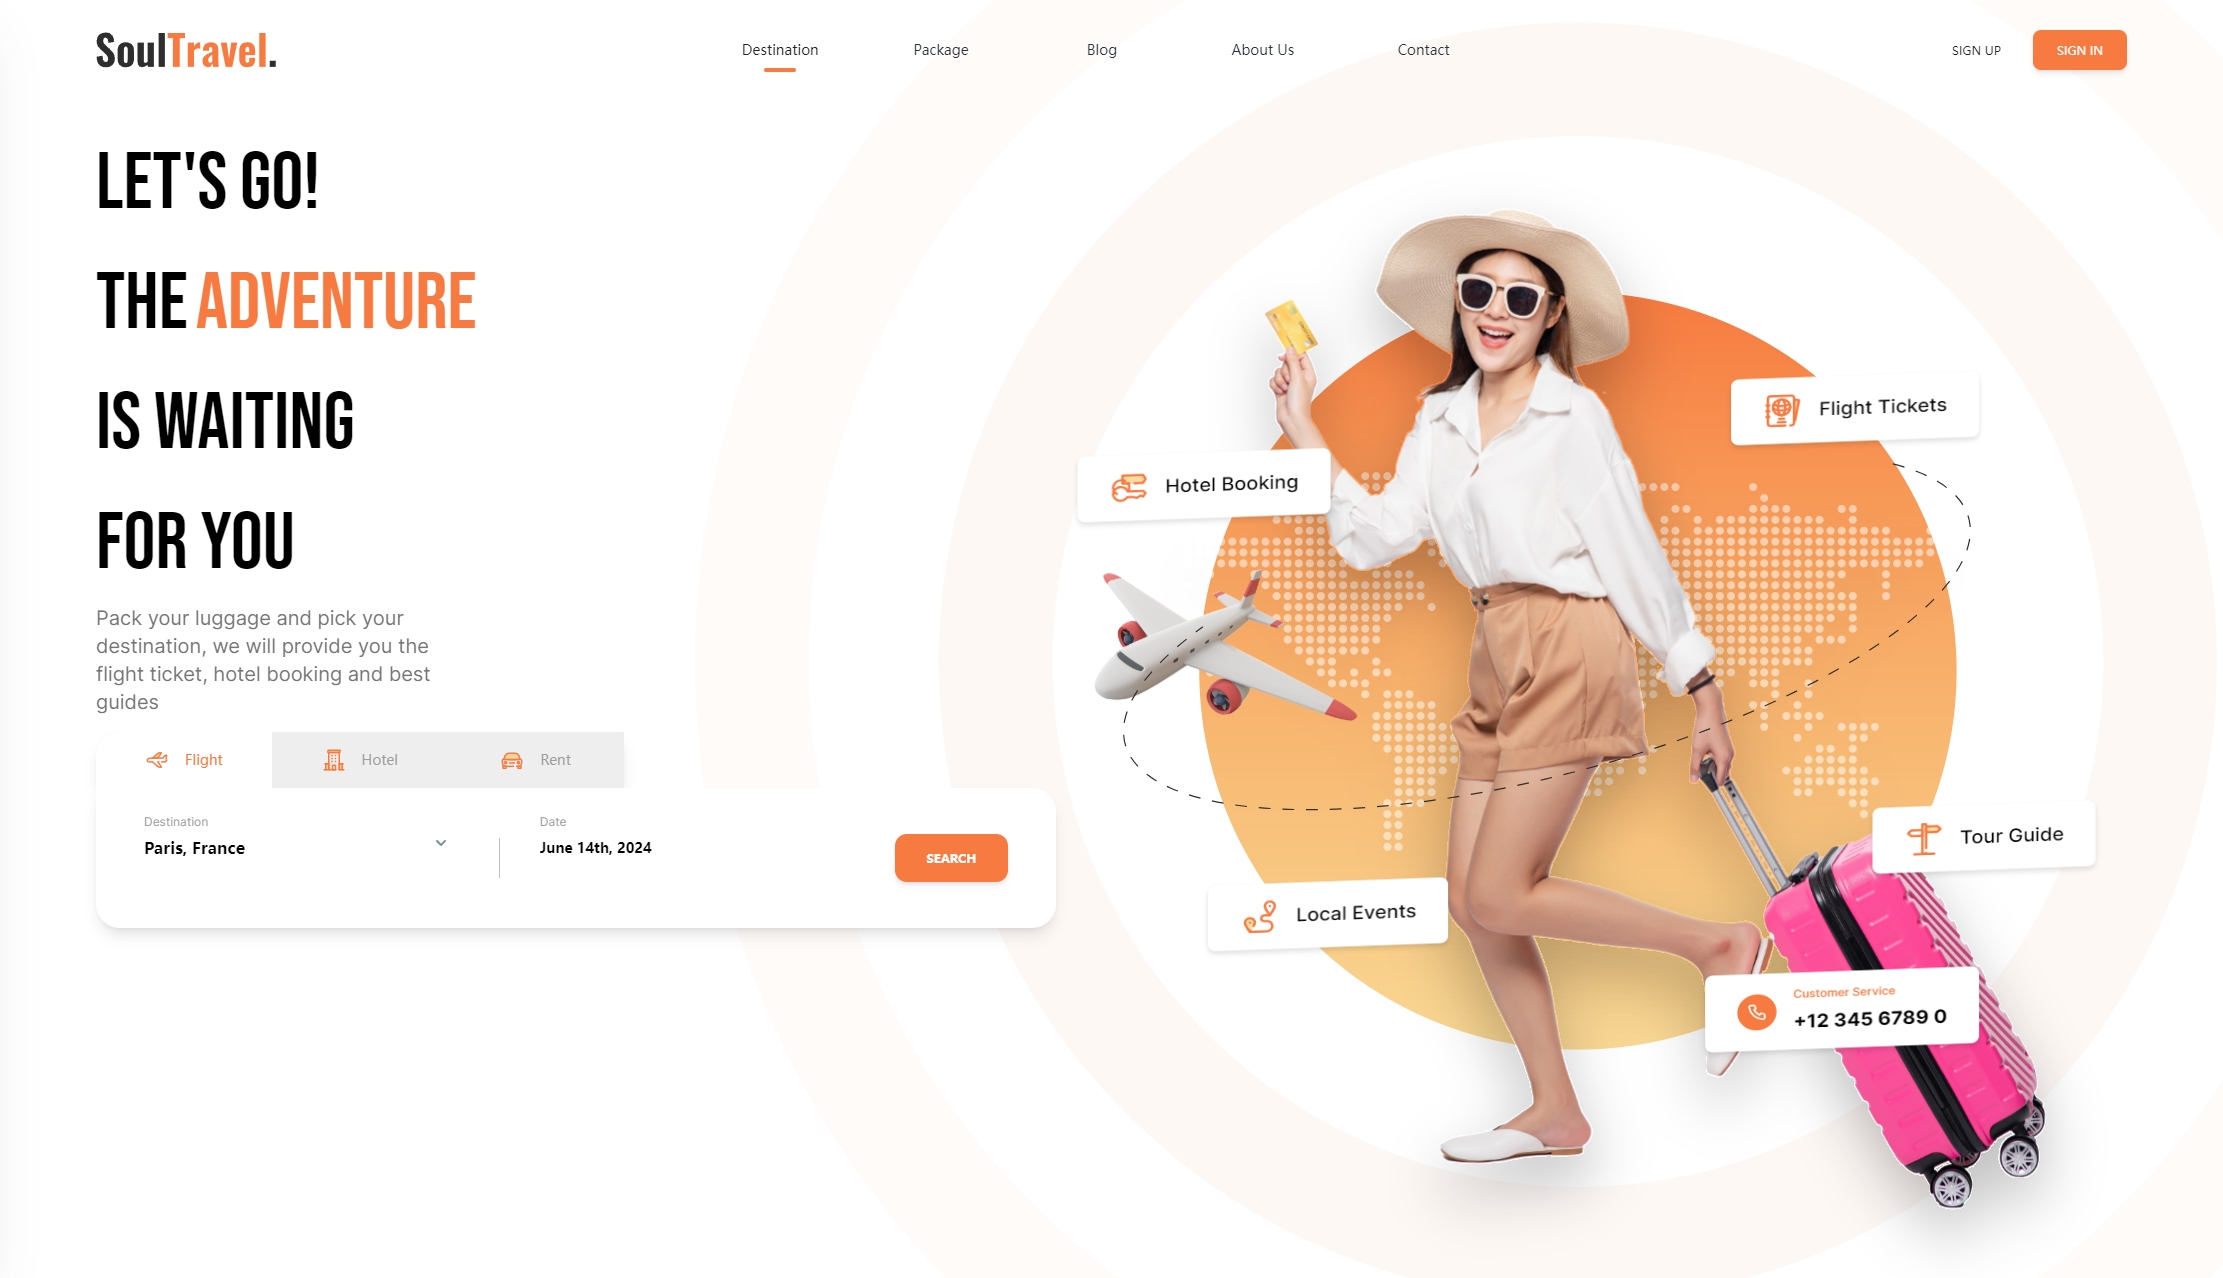 SoulTravel.
Destination
Package
Blog
About Us
Contact
SIGN UP
SIGN IN
LET'S GO!
THE ADVENTURE
IS WAITING
FOR YOU
Pack your luggage and pick your
destination, we will provide you the
flight ticket, hotel booking and best
guides
Flight
Hotel
Rent
Destination
Paris, France
Date
June 14th, 2024
SEARCH
Flight Tickets
Hotel Booking
Tour Guide
Local Events
Customer Service
+12 345 6789 0